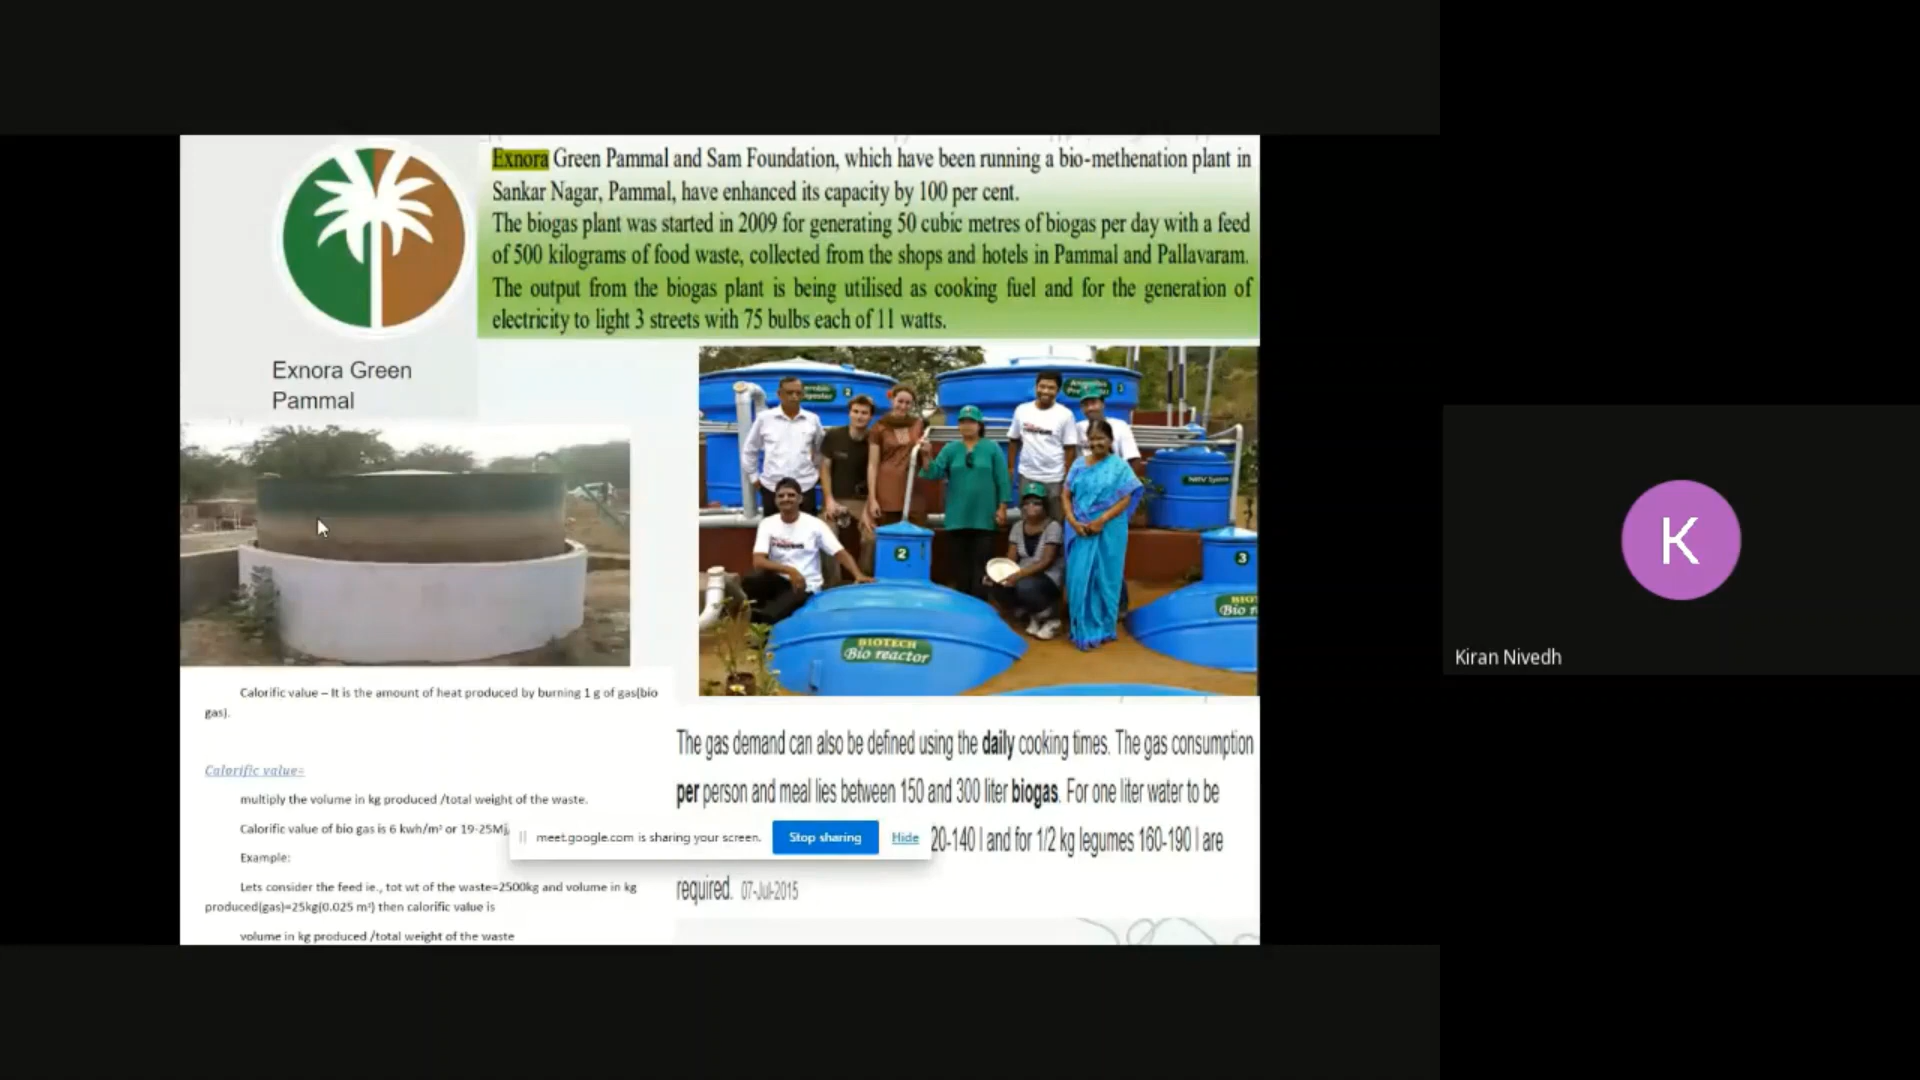 Exnora Green Pammal and Sam Foundation, which have been running a bio-methenation plant in
Sankar Nagar, Pammal, have enhanced its capacity by 100 per cent.
The biogas plant was started in 2009 for generating 50 cubic metres of biogas per day with a feed
of 500 kilograms of food waste, collected from the shops and hotels in Pammal and Pallavaram.
The output from the biogas plant is being utilised as cooking fuel and for the generation of
electricity to light 3 streets with 75 bulbs each of 11 watts.
Exnora Green
Pammal
2
NRV System
2
3
BIOTECH
Bio reactor
Calorific value – It is the amount of heat produced by burning 1 g of gas(bio
gas).
Calorific value=
multiply the volume in kg produced /total weight of the waste.
Calorific value of bio gas is 6 kwh/m³ or 19-25Mj
Example:
Lets consider the feed ie., tot wt of the waste=2500kg and volume in kg
produced(gas)=25kg(0.025 m³) then calorific value is
volume in kg produced /total weight of the waste
The gas demand can also be defined using the daily cooking times. The gas consumption
per person and meal lies between 150 and 300 liter biogas. For one liter water to be
20-140 l and for 1/2 kg legumes 160-190 l are
required. 07-Jul-2015
meet.google.com is sharing your screen. Stop sharing Hide
K
Kiran Nivedh